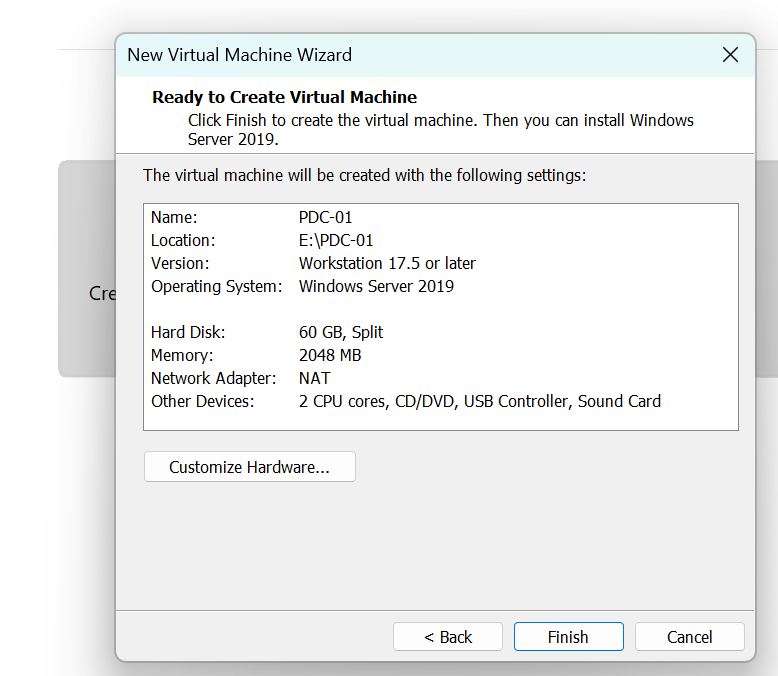 New Virtual Machine Wizard
Ready to Create Virtual Machine
Click Finish to create the virtual machine. Then you can install Windows
Server 2019.
The virtual machine will be created with the following settings:
Name: PDC-01
Location: E:\PDC-01
Version: Workstation 17.5 or later
Operating System: Windows Server 2019
Hard Disk: 60 GB, Split
Memory: 2048 MB
Network Adapter: NAT
Other Devices: 2 CPU cores, CD/DVD, USB Controller, Sound Card
Cre
Customize Hardware...
< Back
Finish
Cancel